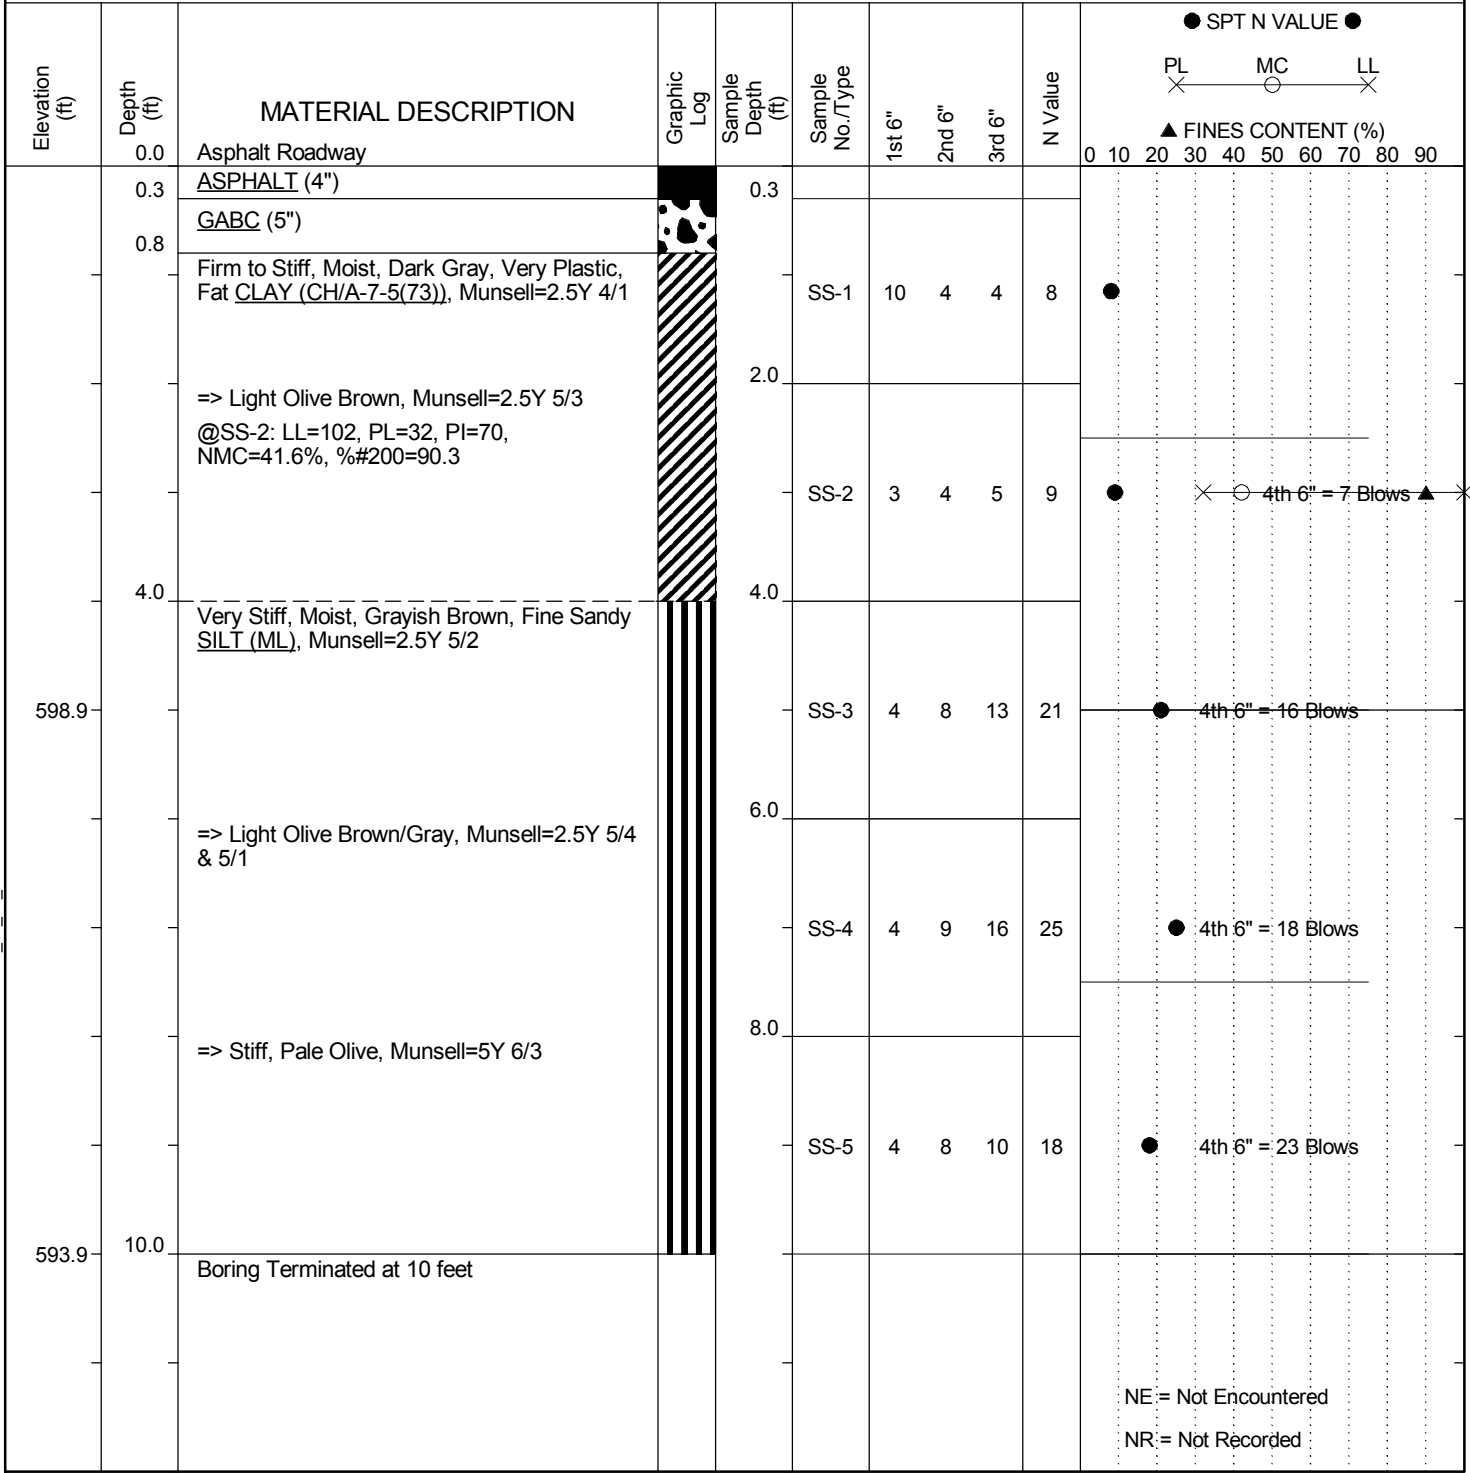 ● SPT N VALUE ●
PL MC LL
▲ FINES CONTENT (%)
0 10 20 30 40 50 60 70 80 90
Elevation (ft)
Depth (ft)
MATERIAL DESCRIPTION
Graphic Log
Sample Depth (ft)
Sample No./Type
1st 6"
2nd 6"
3rd 6"
N Value
0.0 Asphalt Roadway
0.3 ASPHALT (4") 0.3
GABC (5")
0.8
Firm to Stiff, Moist, Dark Gray, Very Plastic,
Fat CLAY (CH/A-7-5(73)), Munsell=2.5Y 4/1
SS-1 10 4 4 8
2.0
=> Light Olive Brown, Munsell=2.5Y 5/3
@SS-2: LL=102, PL=32, PI=70,
NMC=41.6%, %#200=90.3
SS-2 3 4 5 9 4th 6" = 7 Blows
4.0 4.0
Very Stiff, Moist, Grayish Brown, Fine Sandy
SILT (ML), Munsell=2.5Y 5/2
598.9 SS-3 4 8 13 21 4th 6" = 16 Blows
6.0
=> Light Olive Brown/Gray, Munsell=2.5Y 5/4
& 5/1
SS-4 4 9 16 25 4th 6" = 18 Blows
8.0
=> Stiff, Pale Olive, Munsell=5Y 6/3
SS-5 4 8 10 18 4th 6" = 23 Blows
593.9 10.0
Boring Terminated at 10 feet
NE = Not Encountered
NR = Not Recorded